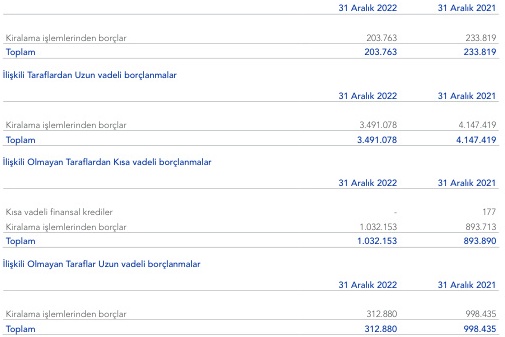 31 Aralık 2022 31 Aralık 2021
Kiralama işlemlerinden borçlar 203.763 233.819
Toplam 203.763 233.819
İlişkili Taraflardan Uzun vadeli borçlanmalar
31 Aralık 2022 31 Aralık 2021
Kiralama işlemlerinden borçlar 3.491.078 4.147.419
Toplam 3.491.078 4.147.419
İlişkili Olmayan Taraflardan Kısa vadeli borçlanmalar
31 Aralık 2022 31 Aralık 2021
Kısa vadeli finansal krediler - 177
Kiralama işlemlerinden borçlar 1.032.153 893.713
Toplam 1.032.153 893.890
İlişkili Olmayan Taraflar Uzun vadeli borçlanmalar
31 Aralık 2022 31 Aralık 2021
Kiralama işlemlerinden borçlar 312.880 998.435
Toplam 312.880 998.435